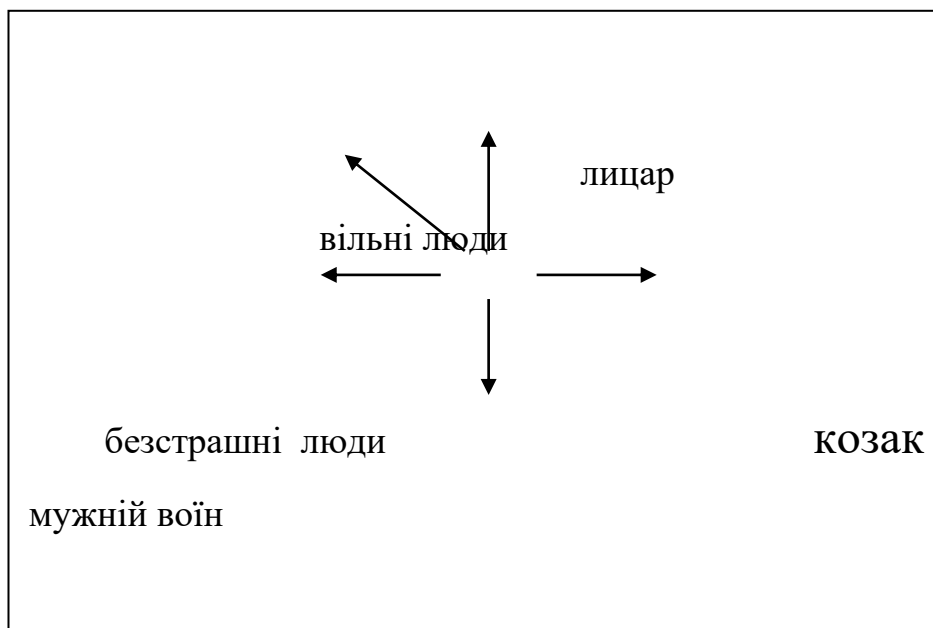 лицар
вільні люди
безстрашні люди козак
мужній воїн